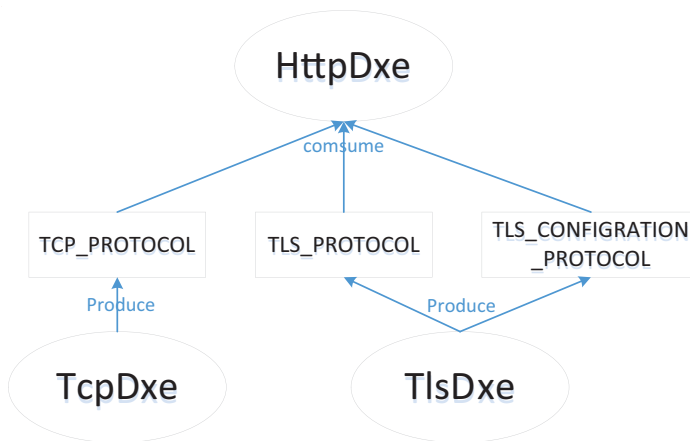 HttpDxe
comsume
TCP_PROTOCOL
TLS_PROTOCOL
TLS_CONFIGRATION
_PROTOCOL
Produce
Produce
TcpDxe
TlsDxe